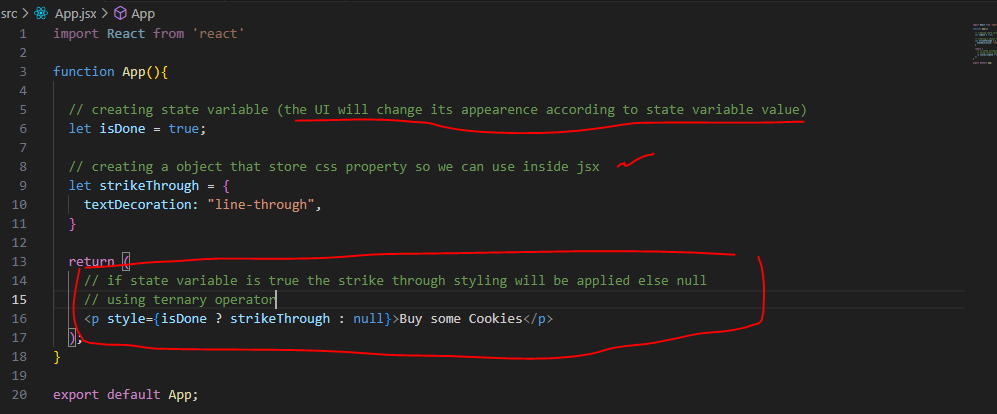 src > App.jsx > App
1 import React from 'react'
2
3 function App(){
4
5 // creating state variable (the UI will change its appearence according to state variable value)
6 let isDone = true;
7
8 // creating a object that store css property so we can use inside jsx
9 let strikeThrough = {
10 textDecoration: "line-through",
11 }
12
13 return (
14 // if state variable is true the strike through styling will be applied else null
15 // using ternary operator
16 <p style={isDone ? strikeThrough : null}>Buy some Cookies</p>
17 );
18 }
19
20 export default App;